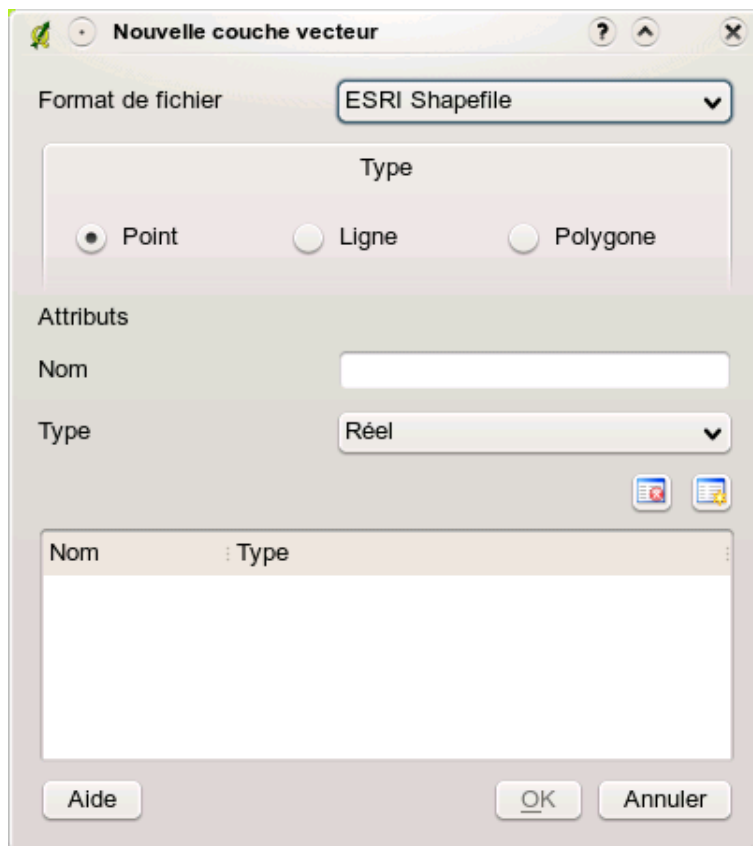 Nouvelle couche vecteur
Format de fichier ESRI Shapefile
Type
Point Ligne Polygone
Attributs
Nom
Type Réel
Nom Type
Aide OK Annuler